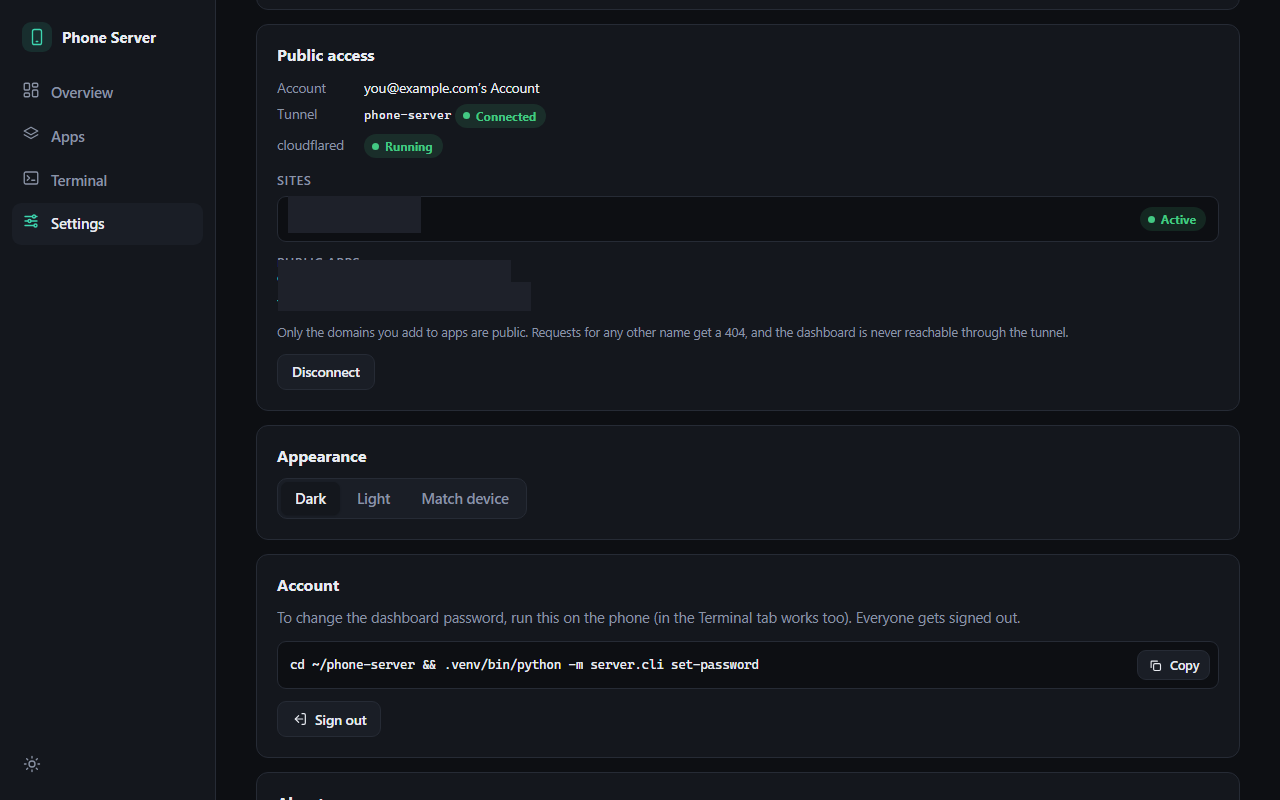 Phone Server
Overview
Apps
Terminal
Settings
Public access
Account you@example.com's Account
Tunnel phone-server Connected
cloudflared Running
SITES
Active
PUBLIC APPS
Only the domains you add to apps are public. Requests for any other name get a 404, and the dashboard is never reachable through the tunnel.
Disconnect
Appearance
Dark Light Match device
Account
To change the dashboard password, run this on the phone (in the Terminal tab works too). Everyone gets signed out.
cd ~/phone-server && .venv/bin/python -m server.cli set-password
Copy
Sign out